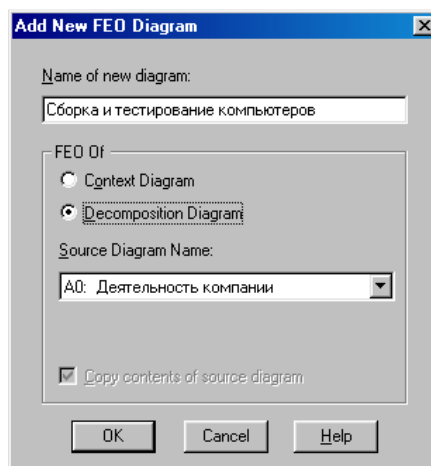 Add New FEO Diagram
Name of new diagram:
Сборка и тестирование компьютеров
FEO Of
Context Diagram
Decomposition Diagram
Source Diagram Name:
A0: Деятельность компании
Copy contents of source diagram
OK Cancel Help